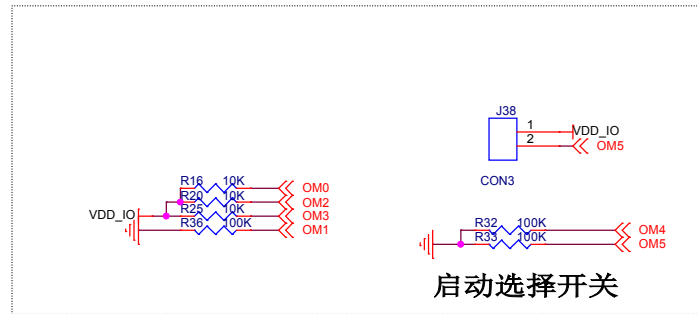 J38
1 VDD_IO
2 OM5
CON3
R16 10K OM0
R20 10K OM2
VDD_IO R25 10K OM3
R36 100K OM1
R32 100K OM4
R33 100K OM5
启动选择开关